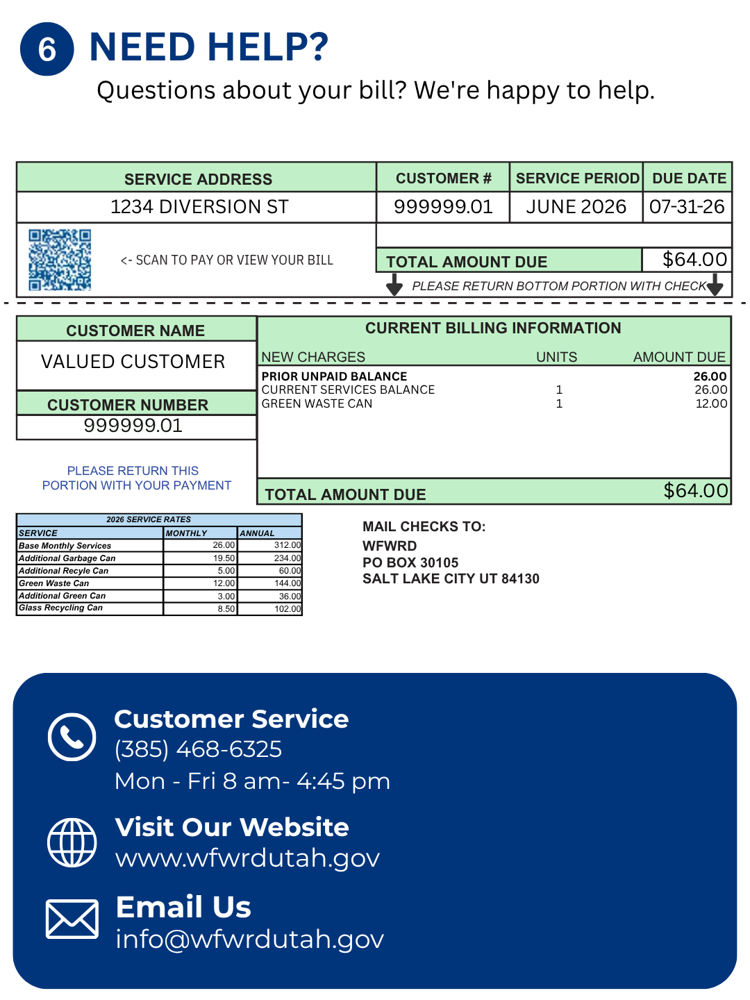 6 NEED HELP?
Questions about your bill? We're happy to help.
SERVICE ADDRESS CUSTOMER # SERVICE PERIOD DUE DATE
1234 DIVERSION ST 999999.01 JUNE 2026 07-31-26
<- SCAN TO PAY OR VIEW YOUR BILL
TOTAL AMOUNT DUE $64.00
PLEASE RETURN BOTTOM PORTION WITH CHECK
CUSTOMER NAME
VALUED CUSTOMER
CUSTOMER NUMBER
999999.01
PLEASE RETURN THIS
PORTION WITH YOUR PAYMENT
CURRENT BILLING INFORMATION
NEW CHARGES UNITS AMOUNT DUE
PRIOR UNPAID BALANCE 26.00
CURRENT SERVICES BALANCE 1 26.00
GREEN WASTE CAN 1 12.00
TOTAL AMOUNT DUE $64.00
2026 SERVICE RATES
SERVICE MONTHLY ANNUAL
Base Monthly Services 26.00 312.00
Additional Garbage Can 19.50 234.00
Additional Recyle Can 5.00 60.00
Green Waste Can 12.00 144.00
Additional Green Can 3.00 36.00
Glass Recycling Can 8.50 102.00
MAIL CHECKS TO:
WFWRD
PO BOX 30105
SALT LAKE CITY UT 84130
Customer Service
(385) 468-6325
Mon - Fri 8 am- 4:45 pm
Visit Our Website
www.wfwrdutah.gov
Email Us
info@wfwrdutah.gov